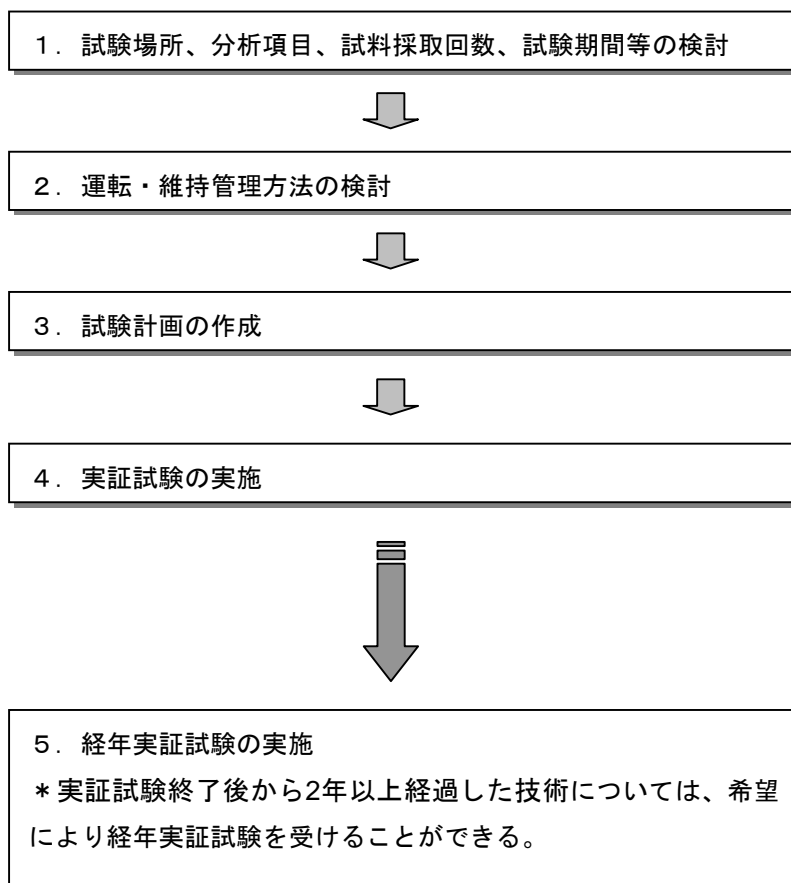 １．試験場所、分析項目、試料採取回数、試験期間等の検討
２．運転・維持管理方法の検討
３．試験計画の作成
４．実証試験の実施
５．経年実証試験の実施
＊実証試験終了後から2年以上経過した技術については、希望
により経年実証試験を受けることができる。